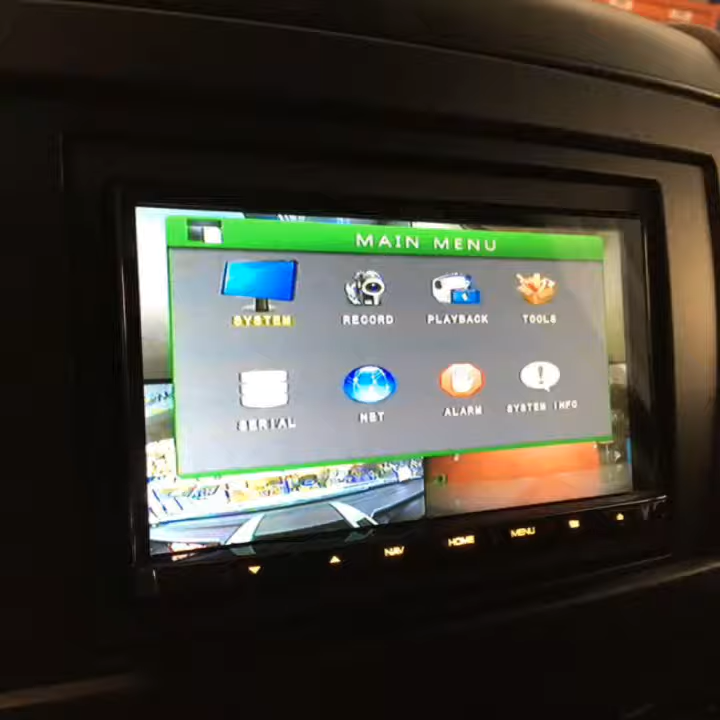 MAIN MENU
SYSTEM RECORD PLAYBACK TOOLS
SERIAL NET ALARM SYSTEM INFO
NAV HOME MENU